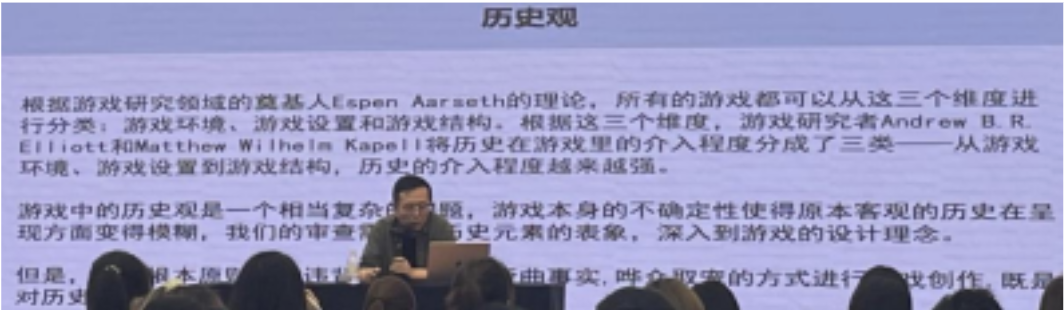 历史观
根据游戏研究领域的奠基人Espen Aarseth的理论，所有的游戏都可以从这三个维度进
行分类：游戏环境、游戏设置和游戏结构。根据这三个维度，游戏研究者Andrew B.R.
Elliott和Matthew Wilhelm Kapell将历史在游戏里的介入程度分成了三类——从游戏
环境、游戏设置到游戏结构，历史的介入程度越来越强。
游戏中的历史观是一个相当复杂的题，游戏本身的不确定性使得原本客观的历史在呈
现方面变得模糊，我们的审查历史元素的表象，深入到游戏的设计理念。
但是，根本原则违背曲事实,哗众取宠的方式进行戏创作,既是
对历史